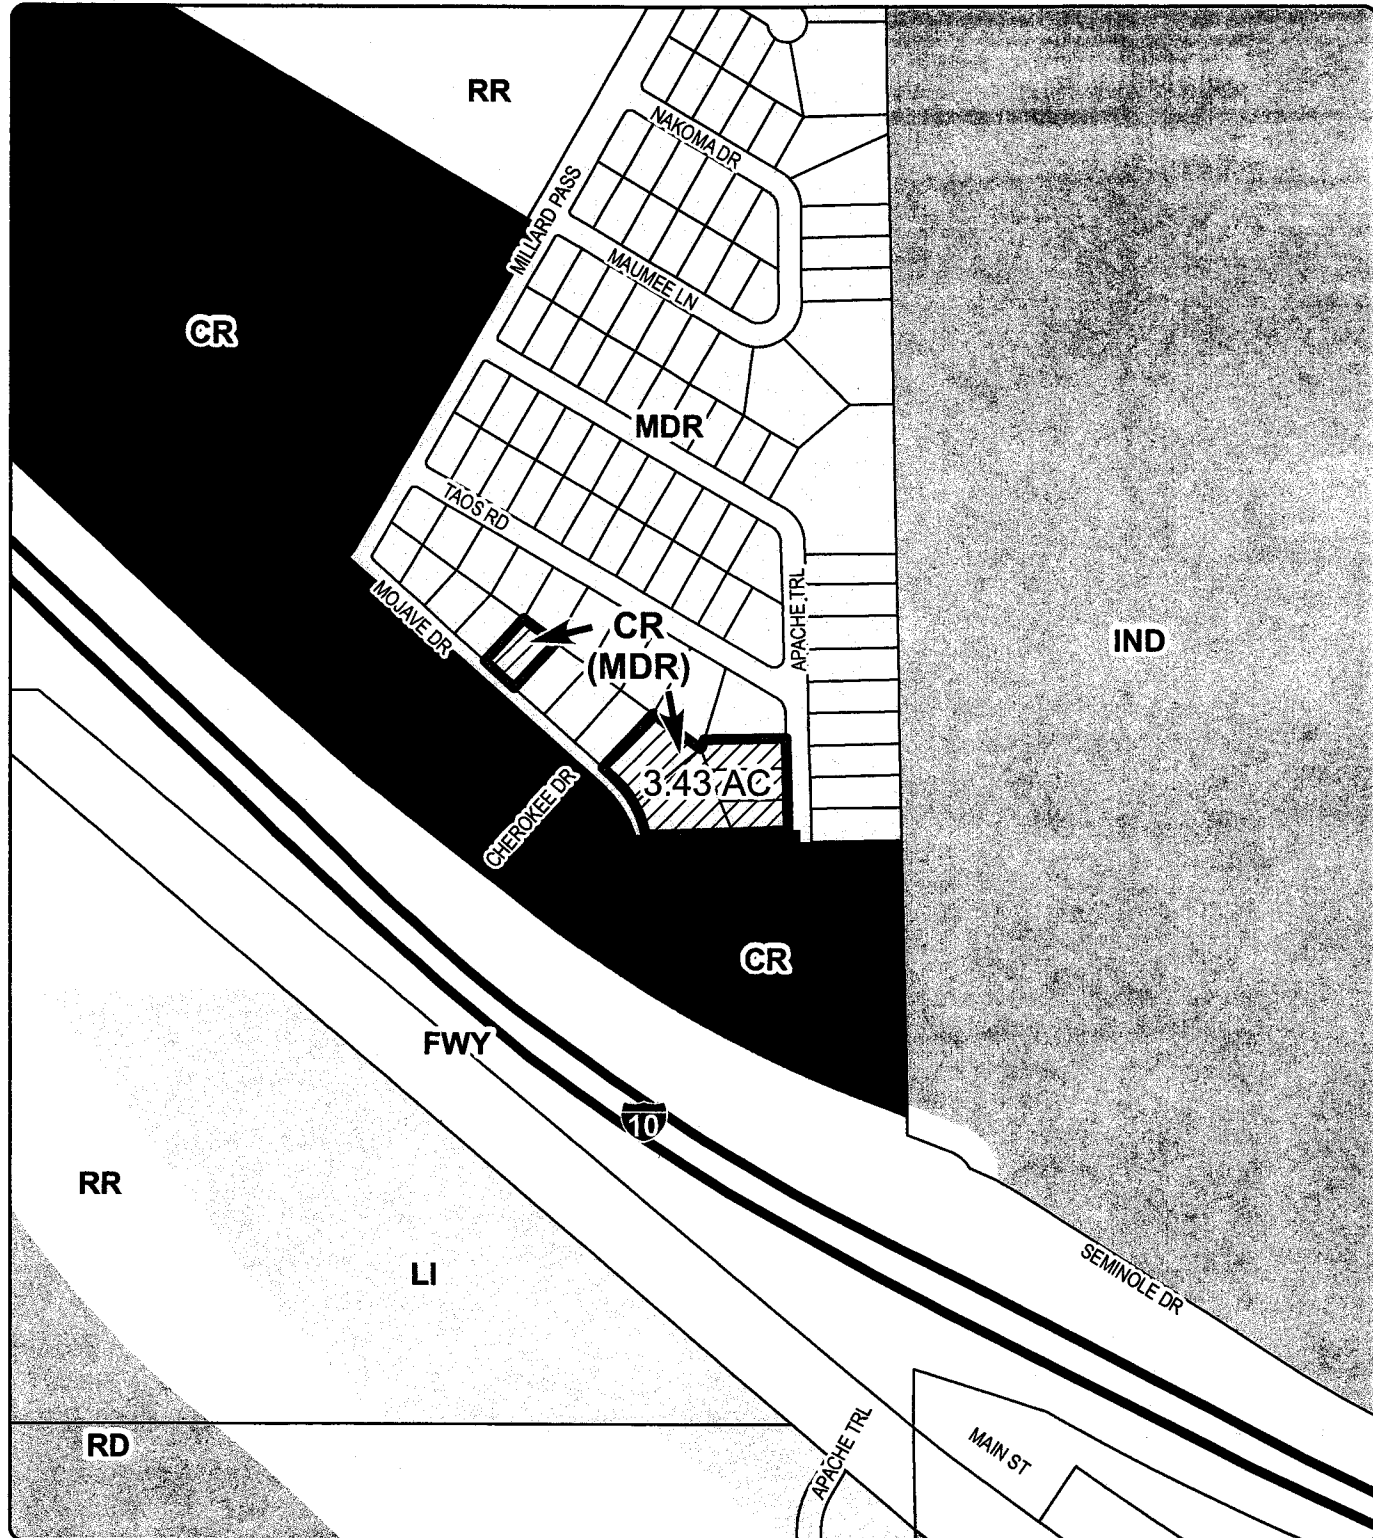 RR
NAKOMA DR
MILLARD PASS
MAUMEE LN
CR
MDR
TAOS RD
MOJAVE DR
APACHE TRL
CR
(MDR)
IND
3.43 AC
CHEROKEE DR
CR
FWY
10
RR
LI
SEMINOLE DR
RD
APACHE TRL
MAIN ST